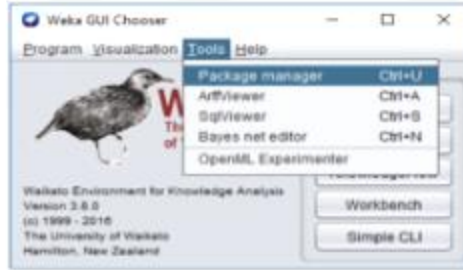 Weka GUI Chooser
Program Visualization Tools Help
Package manager Ctrl+U
ArffViewer Ctrl+A
SqlViewer Ctrl+S
Bayes net editor Ctrl+N
OpenML Experimenter
W
Th
of
Waikato Environment for Knowledge Analysis
Version 3.8.0
(c) 1999 - 2016
The University of Waikato
Hamilton, New Zealand
Workbench
Simple CLI